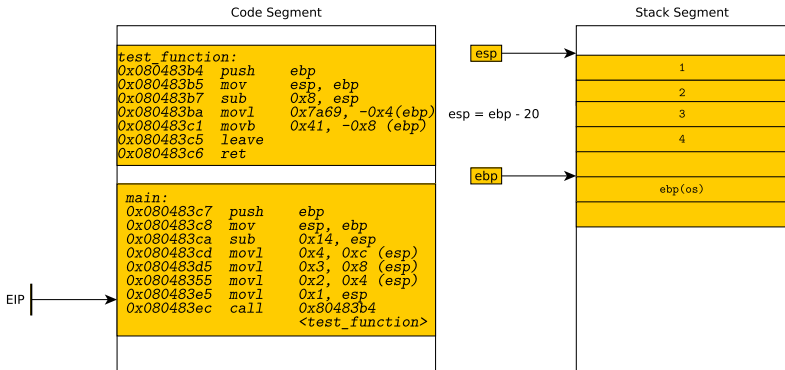 Code Segment
Stack Segment
test_function:
0x080483b4 push ebp
0x080483b5 mov esp, ebp
0x080483b7 sub 0x8, esp
0x080483ba movl 0x7a69, -0x4(ebp)
0x080483c1 movb 0x41, -0x8 (ebp)
0x080483c5 leave
0x080483c6 ret
esp
esp = ebp - 20
ebp
1
2
3
4
ebp(os)
main:
0x080483c7 push ebp
0x080483c8 mov esp, ebp
0x080483ca sub 0x14, esp
0x080483cd movl 0x4, 0xc (esp)
0x080483d5 movl 0x3, 0x8 (esp)
0x08048355 movl 0x2, 0x4 (esp)
0x080483e5 movl 0x1, esp
0x080483ec call 0x80483b4
<test_function>
EIP